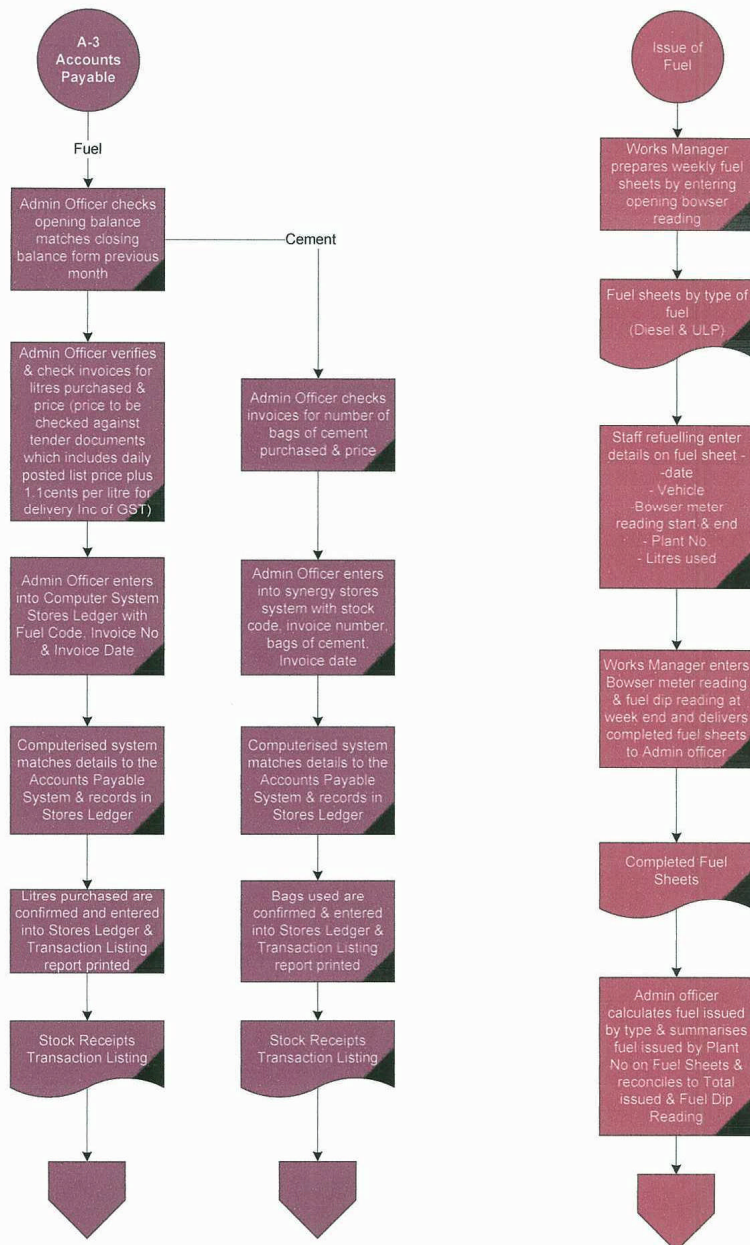 A-3
Accounts
Payable
Fuel
Admin Officer checks
opening balance
matches closing
balance form previous
month
Cement
Admin Officer verifies
& check invoices for
litres purchased &
price (price to be
checked against
tender documents
which includes daily
posted list price plus
1.1cents per litre for
delivery Inc of GST)
Admin Officer checks
invoices for number of
bags of cement
purchased & price
Admin Officer enters
into Computer System
Stores Ledger with
Fuel Code, Invoice No
& Invoice Date
Admin Officer enters
into synergy stores
system with stock
code, invoice number,
bags of cement.
Invoice date
Computerised system
matches details to the
Accounts Payable
System & records in
Stores Ledger
Computerised system
matches details to the
Accounts Payable
System & records in
Stores Ledger
Litres purchased are
confirmed and entered
into Stores Ledger &
Transaction Listing
report printed
Bags used are
confirmed & entered
into Stores Ledger &
Transaction Listing
report printed
Stock Receipts
Transaction Listing
Stock Receipts
Transaction Listing
Issue of
Fuel
Works Manager
prepares weekly fuel
sheets by entering
opening bowser
reading
Fuel sheets by type of
fuel
(Diesel & ULP)
Staff refuelling enter
details on fuel sheet -
-date
- Vehicle
-Bowser meter
reading start & end
- Plant No.
- Litres used
Works Manager enters
Bowser meter reading
& fuel dip reading at
week end and delivers
completed fuel sheets
to Admin officer
Completed Fuel
Sheets
Admin officer
calculates fuel issued
by type & summarises
fuel issued by Plant
No on Fuel Sheets &
reconciles to Total
issued & Fuel Dip
Reading